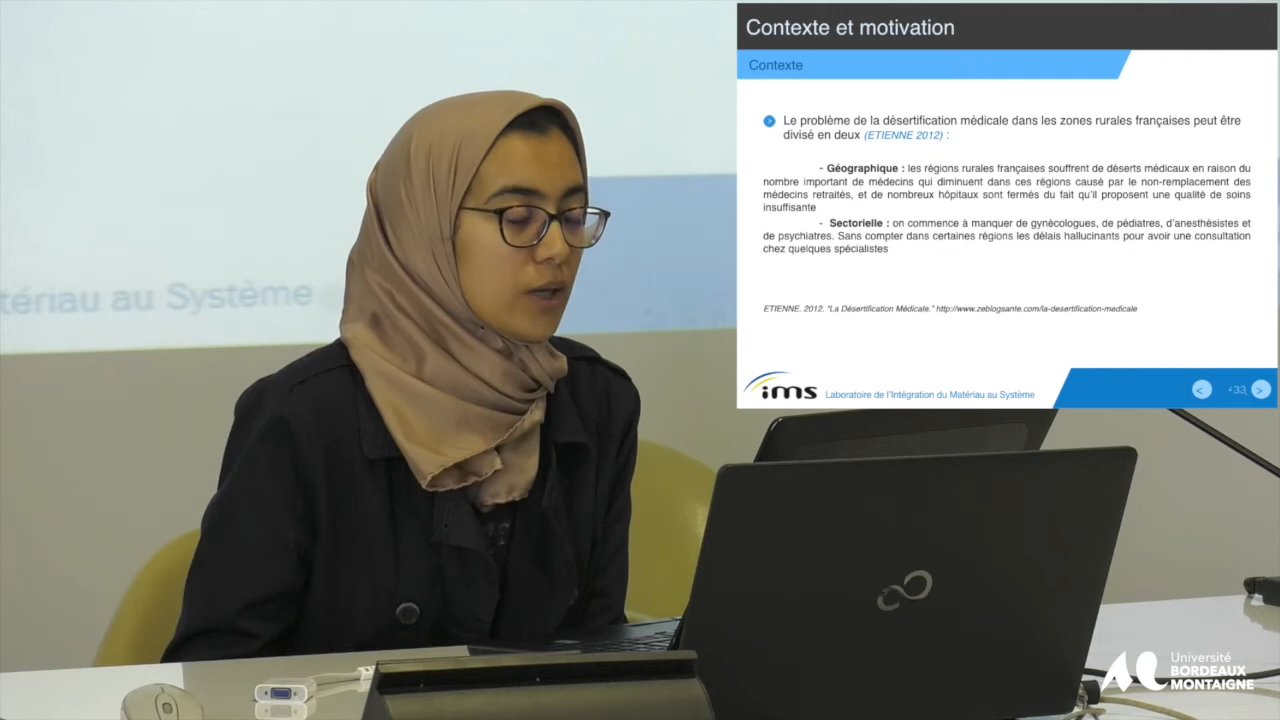 Contexte et motivation
Contexte
Le problème de la désertification médicale dans les zones rurales françaises peut être
divisé en deux (ETIENNE 2012) :
- Géographique : les régions rurales françaises souffrent de déserts médicaux en raison du
nombre important de médecins qui diminuent dans ces régions causé par le non-remplacement des
médecins retraités, et de nombreux hôpitaux sont fermés du fait qu'il proposent une qualité de soins
insuffisante
- Sectorielle : on commence à manquer de gynécologues, de pédiatres, d'anesthésistes et
de psychiatres. Sans compter dans certaines régions les délais hallucinants pour avoir une consultation
chez quelques spécialistes
ETIENNE. 2012. "La Désertification Médicale." http://www.zeblogsante.com/la-desertification-medicale
ims Laboratoire de l'Intégration du Matériau au Système
< >
tériau au Système
Université
BORDEAUX
MONTAIGNE